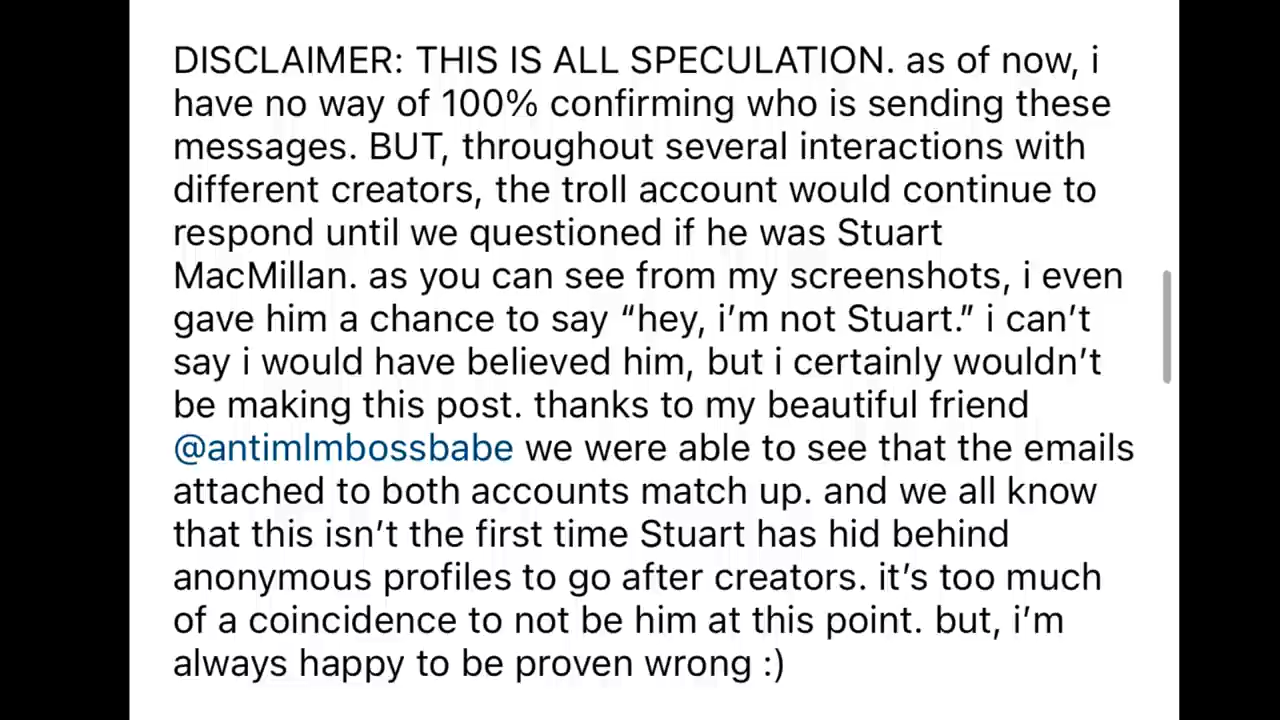 DISCLAIMER: THIS IS ALL SPECULATION. as of now, i
have no way of 100% confirming who is sending these
messages. BUT, throughout several interactions with
different creators, the troll account would continue to
respond until we questioned if he was Stuart
MacMillan. as you can see from my screenshots, i even
gave him a chance to say “hey, i’m not Stuart.” i can’t
say i would have believed him, but i certainly wouldn’t
be making this post. thanks to my beautiful friend
@antimlmbossbabe we were able to see that the emails
attached to both accounts match up. and we all know
that this isn’t the first time Stuart has hid behind
anonymous profiles to go after creators. it’s too much
of a coincidence to not be him at this point. but, i’m
always happy to be proven wrong :)